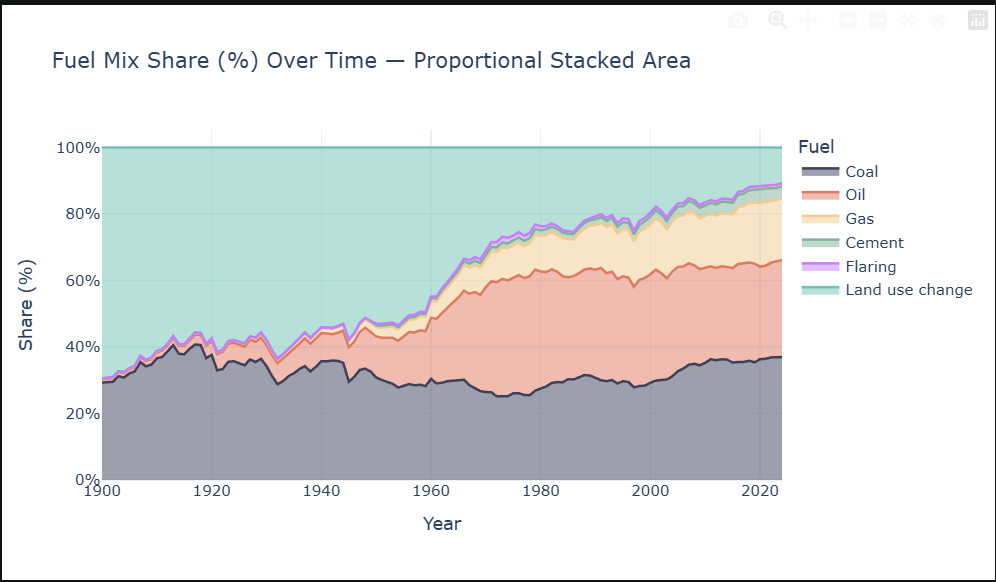 Fuel Mix Share (%) Over Time — Proportional Stacked Area
Fuel
Coal
Oil
Gas
Cement
Flaring
Land use change
Share (%)
100%
80%
60%
40%
20%
0%
1900
1920
1940
1960
1980
2000
2020
Year